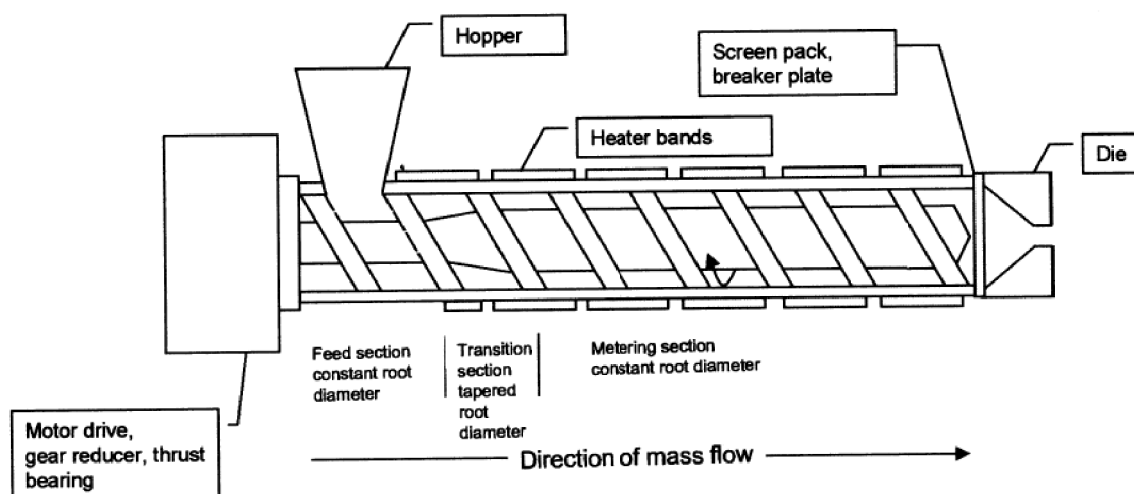 Hopper
Screen pack,
breaker plate
Heater bands
Die
Feed section
constant root
diameter
Transition
section
tapered
root
diameter
Metering section
constant root diameter
Motor drive,
gear reducer, thrust
bearing
Direction of mass flow